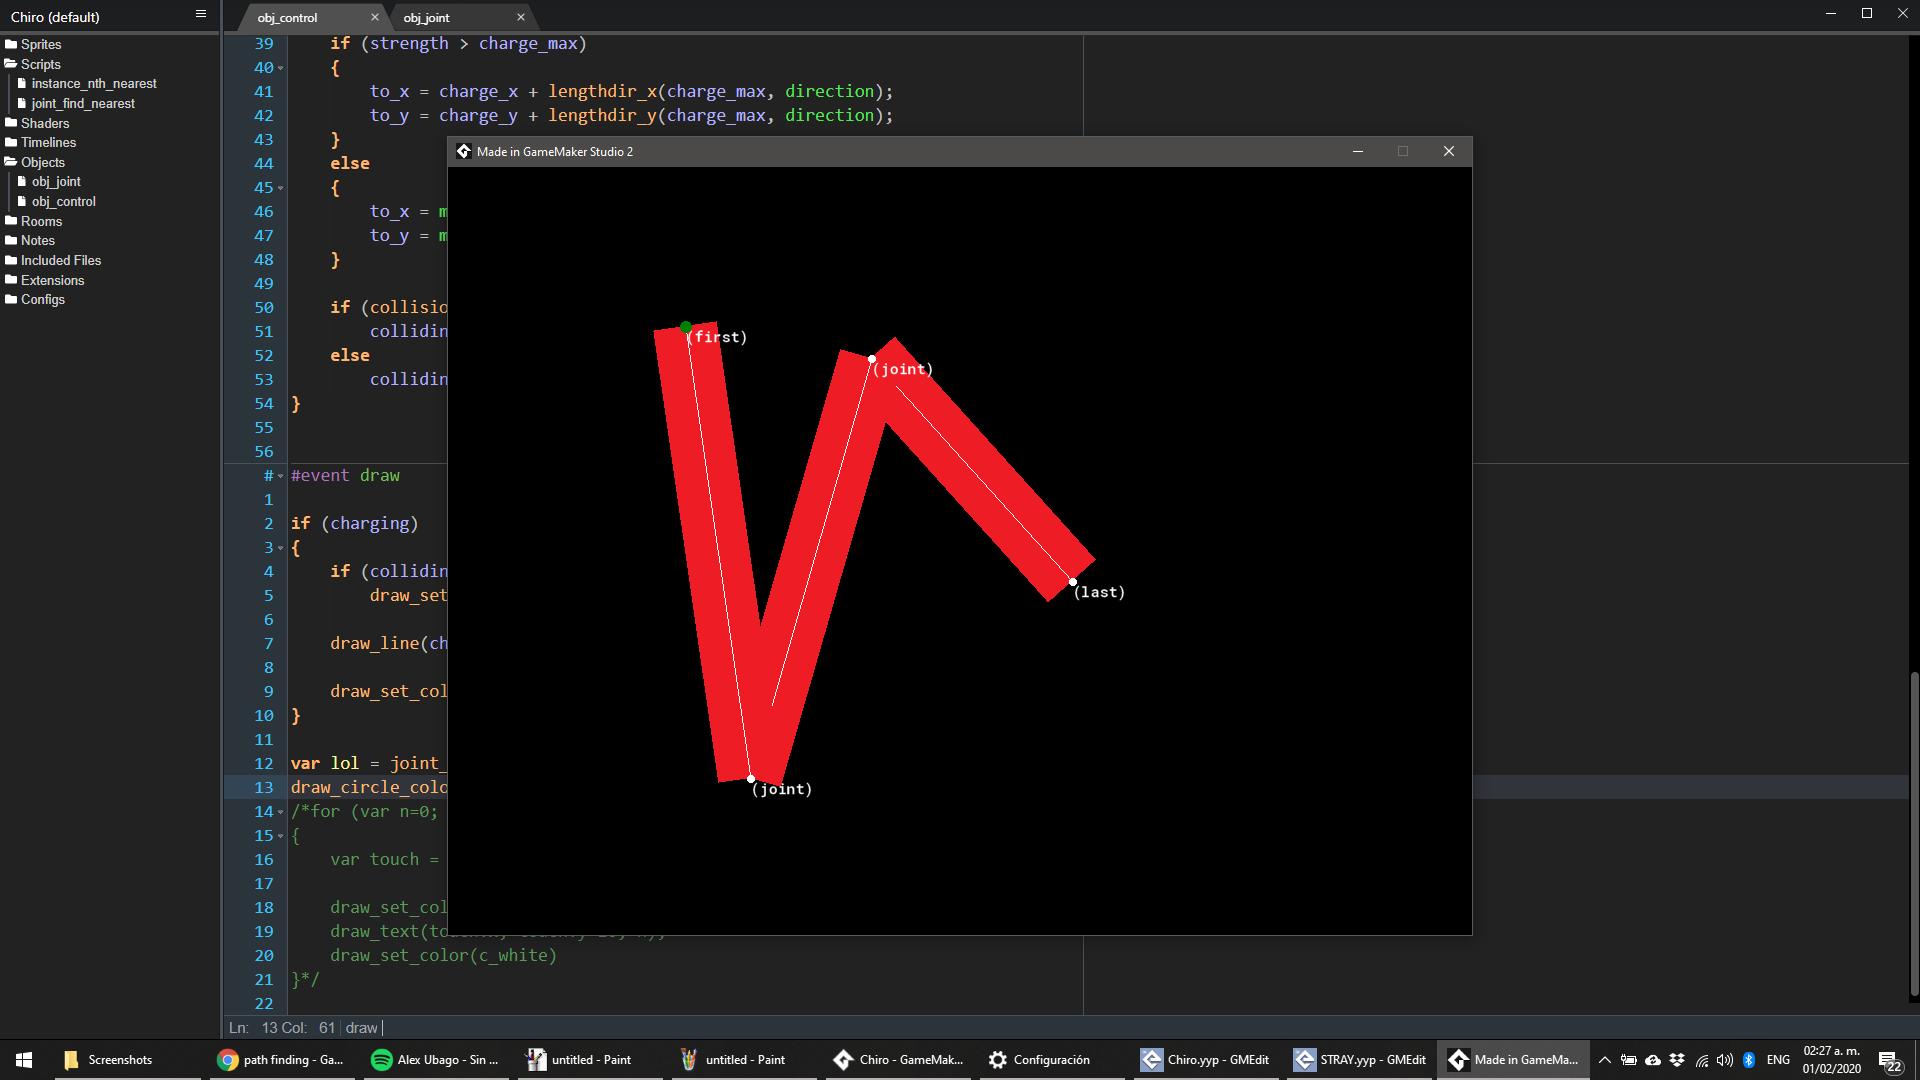 Chiro (default)
obj_control
obj_joint
Sprites
Scripts
instance_nth_nearest
joint_find_nearest
Shaders
Timelines
Objects
obj_joint
obj_control
Rooms
Notes
Included Files
Extensions
Configs
39 if (strength > charge_max)
40 {
41 to_x = charge_x + lengthdir_x(charge_max, direction);
42 to_y = charge_y + lengthdir_y(charge_max, direction);
43 }
44 else
45 {
46 to_x = m
47 to_y = m
48 }
49
50 if (collisio
51 collidin
52 else
53 collidin
54 }
55
56
# #event draw
1
2 if (charging)
3 {
4 if (collidin
5 draw_set
6
7 draw_line(ch
8
9 draw_set_col
10 }
11
12 var lol = joint_
13 draw_circle_colo
14 /*for (var n=0;
15 {
16 var touch =
17
18 draw_set_col
19 draw_text(to
20 draw_set_color(c_white)
21 }*/
22
Made in GameMaker Studio 2
(first)
(joint)
(last)
(joint)
Ln: 13 Col: 61 draw
Screenshots
path finding - Ga...
Alex Ubago - Sin ...
untitled - Paint
untitled - Paint
Chiro - GameMak...
Configuración
Chiro.yyp - GMEdit
STRAY.yyp - GMEdit
Made in GameMa...
ENG
02:27 a. m.
01/02/2020
22